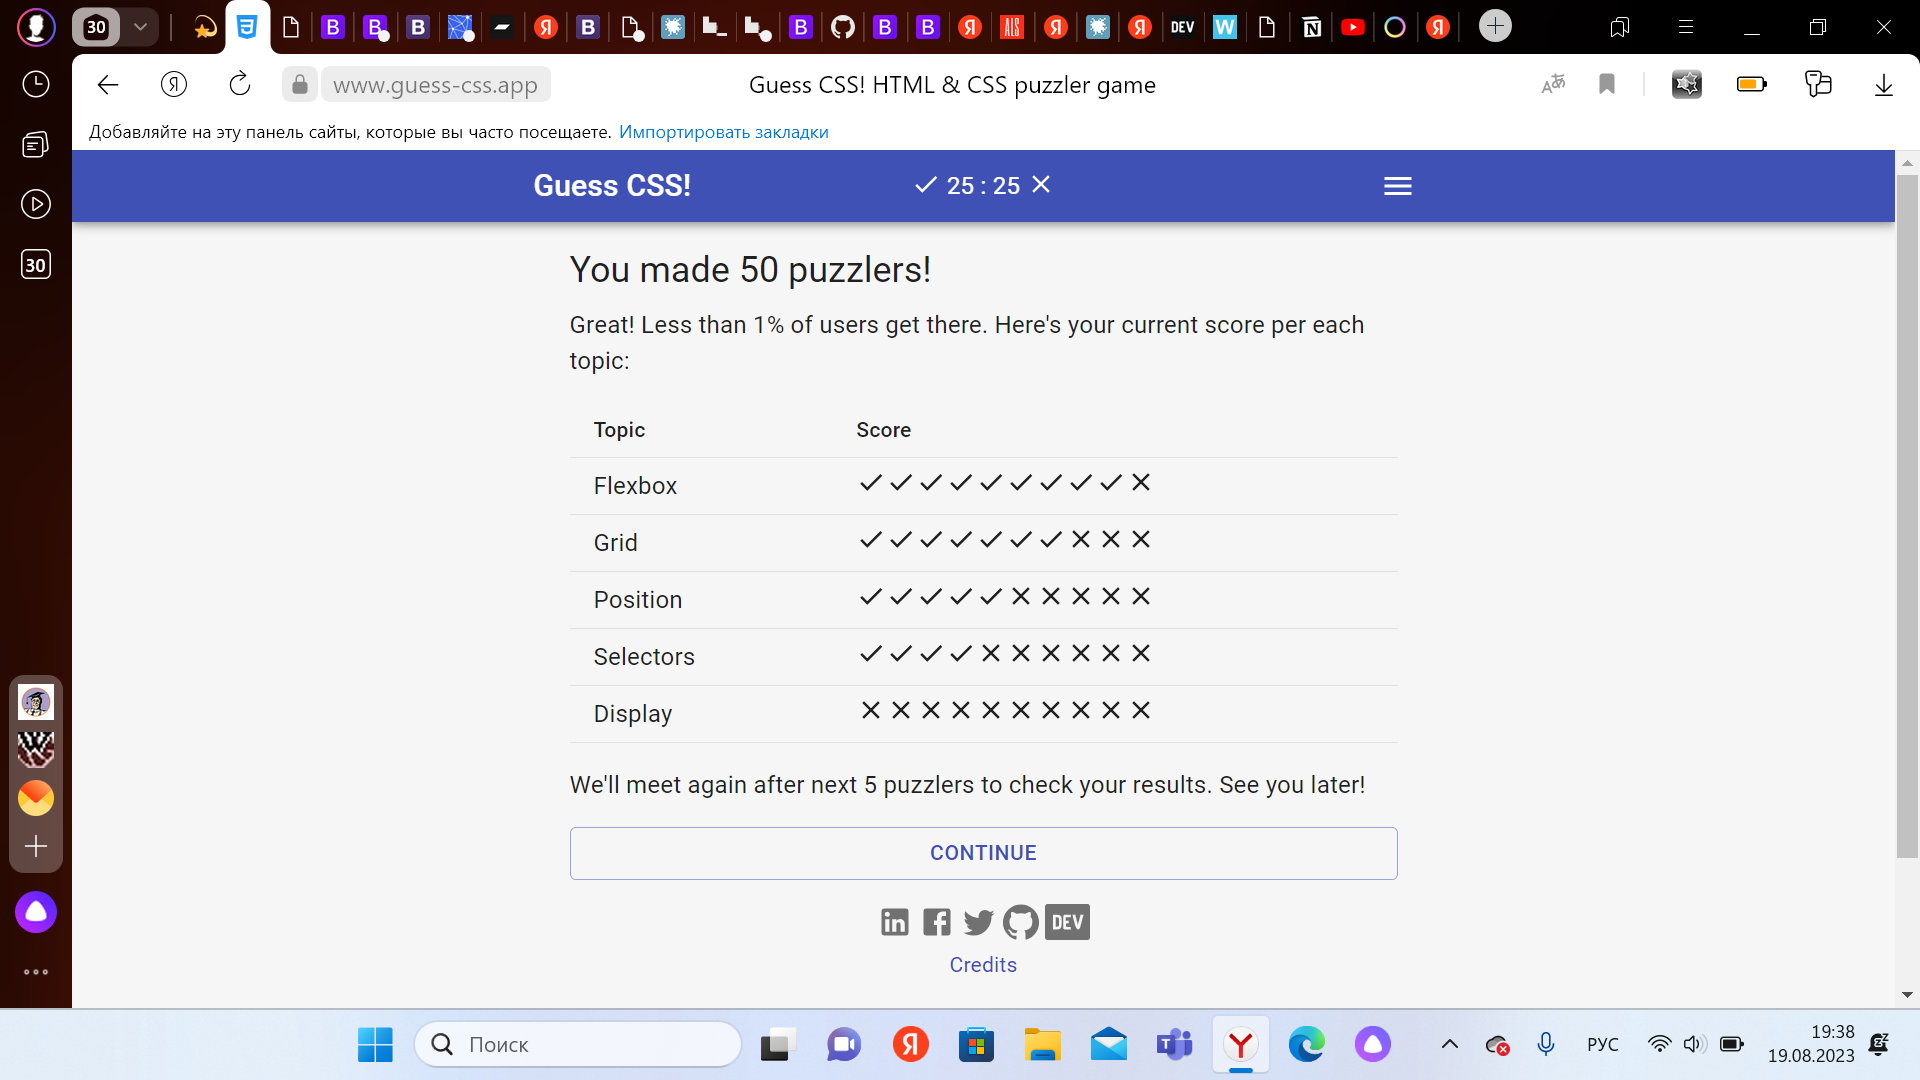 30
B
B
B
Я
B
B
AIS
B
B
Я
Я
Я
DEV
W
N
Я
Я
www.guess-css.app
Guess CSS! HTML & CSS puzzler game
Добавляйте на эту панель сайты, которые вы часто посещаете. Импортировать закладки
30
Guess CSS!
25 : 25
You made 50 puzzlers!
Great! Less than 1% of users get there. Here's your current score per each
topic:
Topic Score
Flexbox
Grid
Position
Selectors
Display
We'll meet again after next 5 puzzlers to check your results. See you later!
CONTINUE
in f DEV
Credits
Поиск
Я
Y
РУС
19:38
19.08.2023